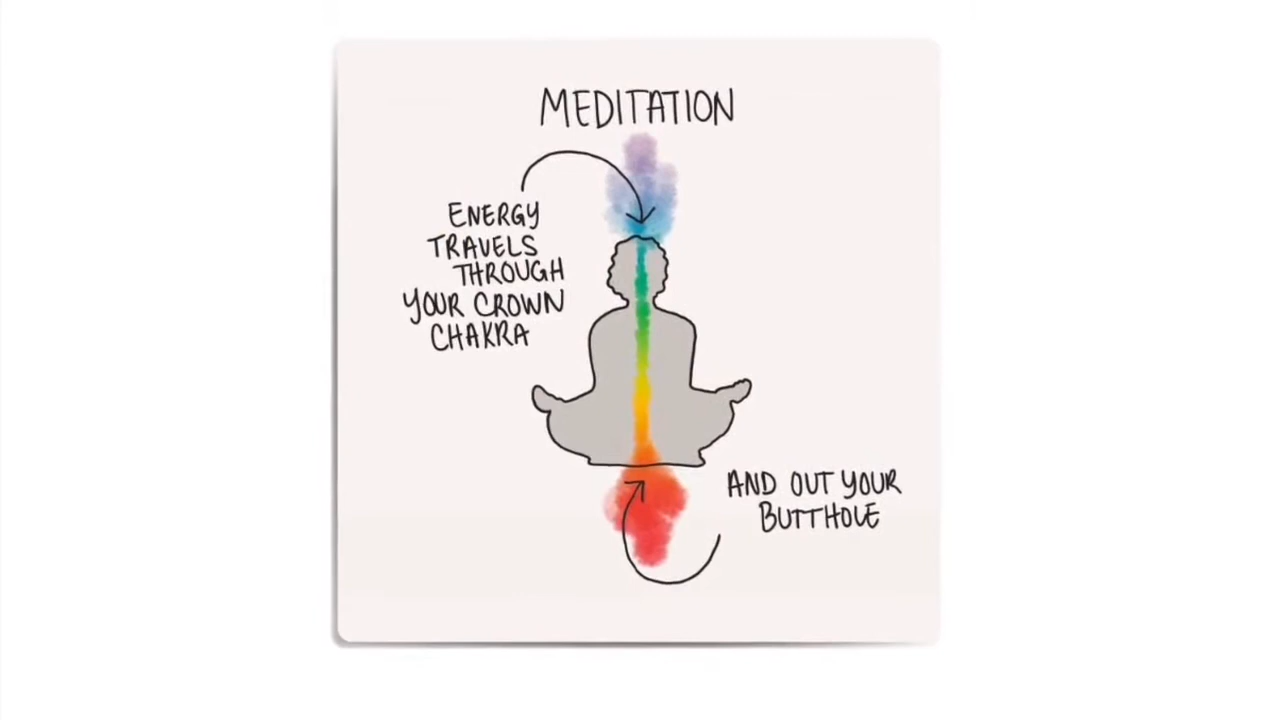 MEDITATION
ENERGY
TRAVELS
THROUGH
YOUR CROWN
CHAKRA
AND OUT YOUR
BUTTHOLE